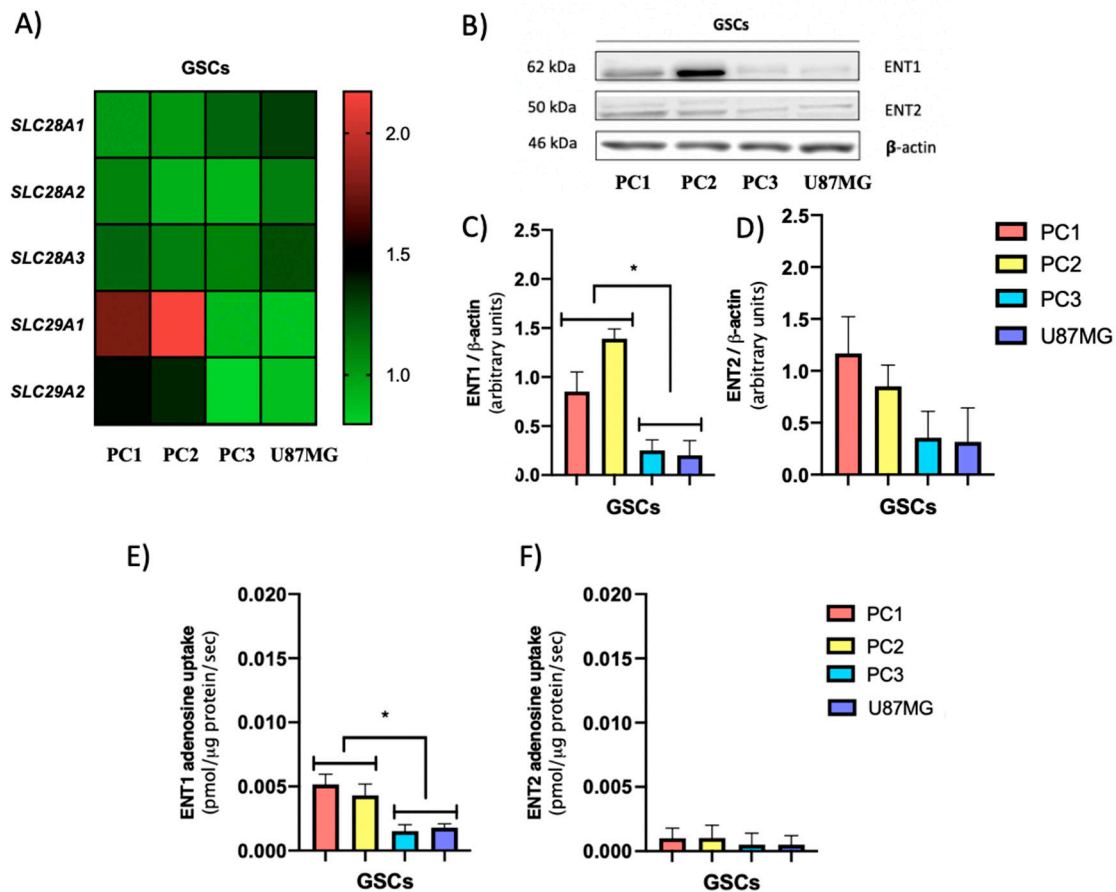 A)
GSCs
SLC28A1
SLC28A2
SLC28A3
SLC29A1
SLC29A2
PC1 PC2 PC3 U87MG
2.0
1.5
1.0
B)
GSCs
62 kDa ENT1
50 kDa ENT2
46 kDa β-actin
PC1 PC2 PC3 U87MG
C)
ENT1 / β-actin
(arbitrary units)
2.5
2.0
1.5
1.0
0.5
0.0
*
GSCs
D)
ENT2 / β-actin
(arbitrary units)
2.5
2.0
1.5
1.0
0.5
0.0
GSCs
PC1
PC2
PC3
U87MG
E)
ENT1 adenosine uptake
(pmol/µg protein/sec)
0.020
0.015
0.010
0.005
0.000
*
GSCs
F)
ENT2 adenosine uptake
(pmol/µg protein/sec)
0.020
0.015
0.010
0.005
0.000
GSCs
PC1
PC2
PC3
U87MG